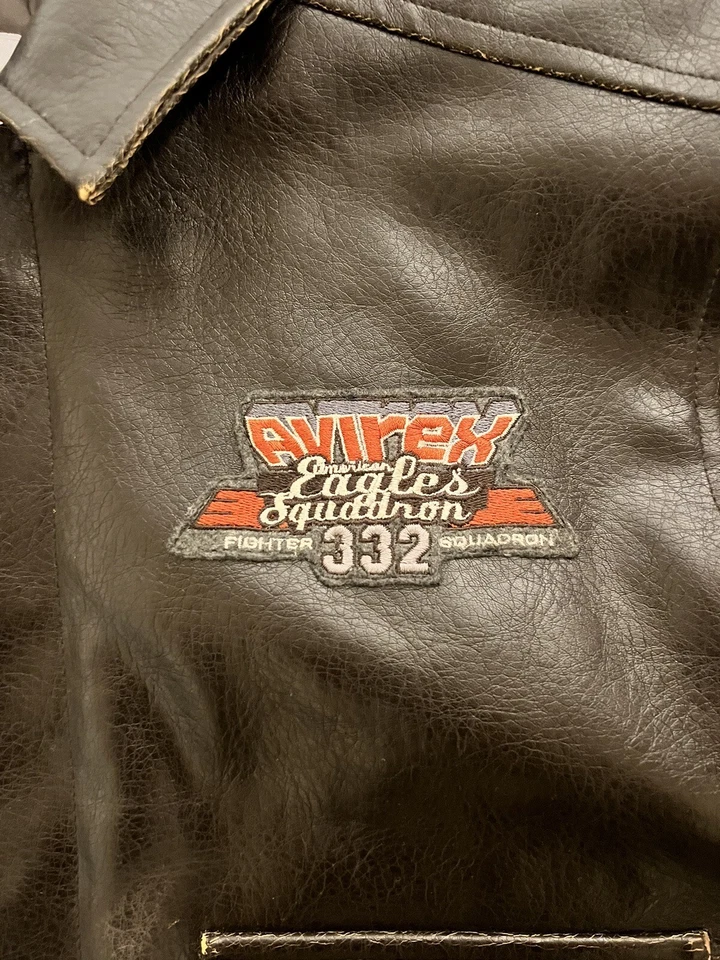 AVIrex
American
Eagles
Squadron
FIGHTER 332 SQUADRON